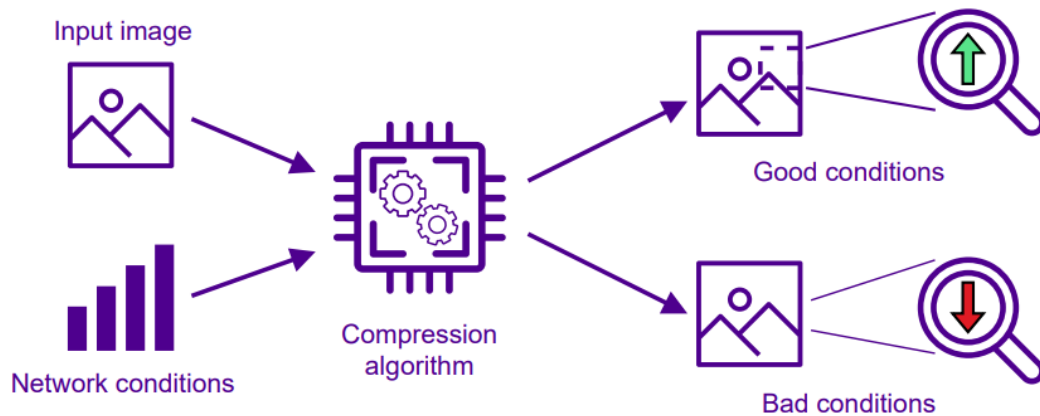 Input image
Network conditions
Compression
algorithm
Good conditions
Bad conditions